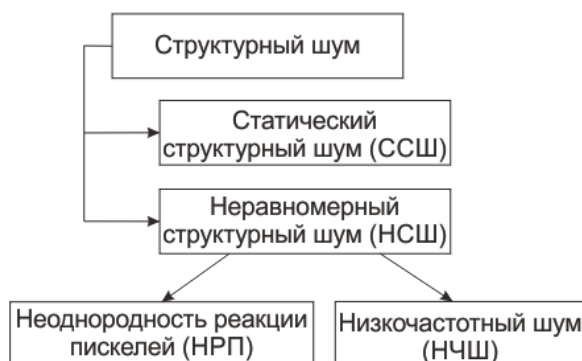 Структурный шум
Статический
структурный шум (ССШ)
Неравномерный
структурный шум (НСШ)
Неоднородность реакции
пискелей (НРП)
Низкочастотный шум
(НЧШ)